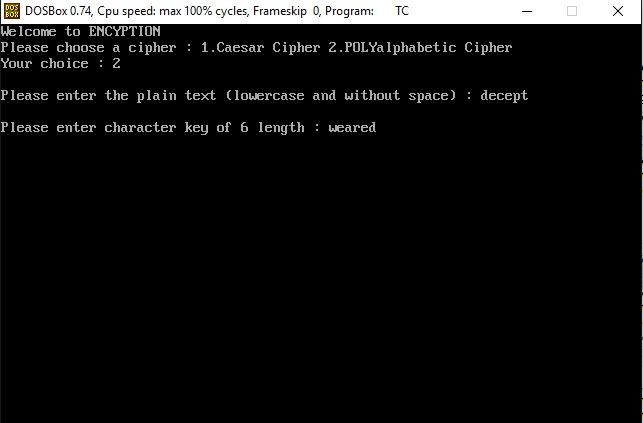 DOS BOX
DOSBox 0.74, Cpu speed: max 100% cycles, Frameskip 0, Program: TC
Welcome to ENCYPTION
Please choose a cipher : 1.Caesar Cipher 2.POLYalphabetic Cipher
Your choice : 2
Please enter the plain text (lowercase and without space) : decept
Please enter character key of 6 length : weared